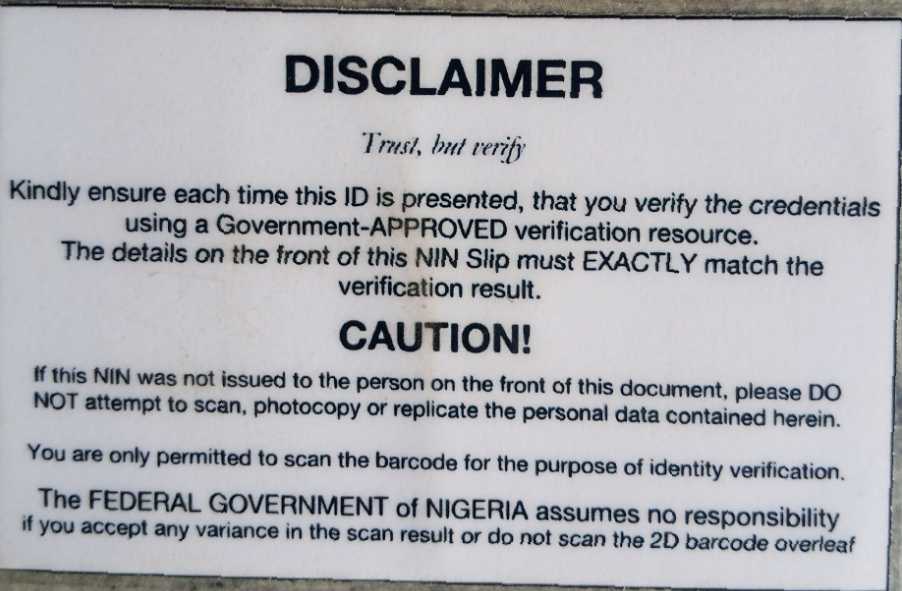 DISCLAIMER
Trust, but verify
Kindly ensure each time this ID is presented, that you verify the credentials
using a Government-APPROVED verification resource.
The details on the front of this NIN Slip must EXACTLY match the
verification result.
CAUTION!
If this NIN was not issued to the person on the front of this document, please DO
NOT attempt to scan, photocopy or replicate the personal data contained herein.
You are only permitted to scan the barcode for the purpose of identity verification.
The FEDERAL GOVERNMENT of NIGERIA assumes no responsibility
if you accept any variance in the scan result or do not scan the 2D barcode overleaf